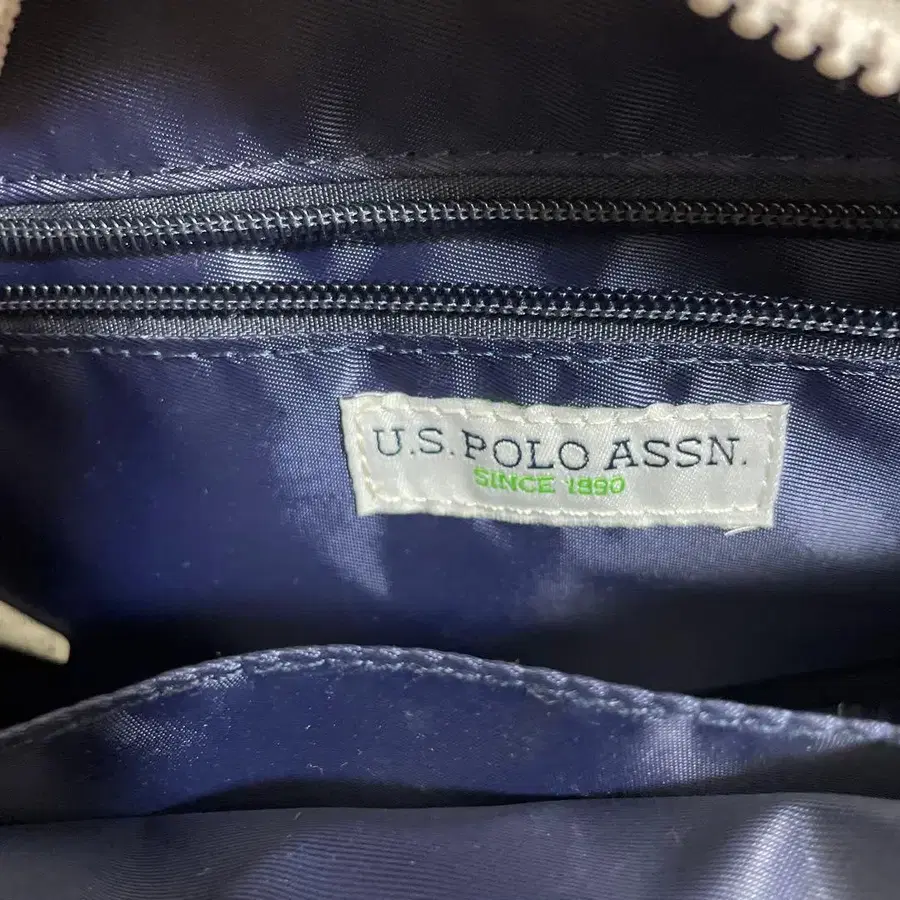 U.S. POLO ASSN.
SINCE 1890